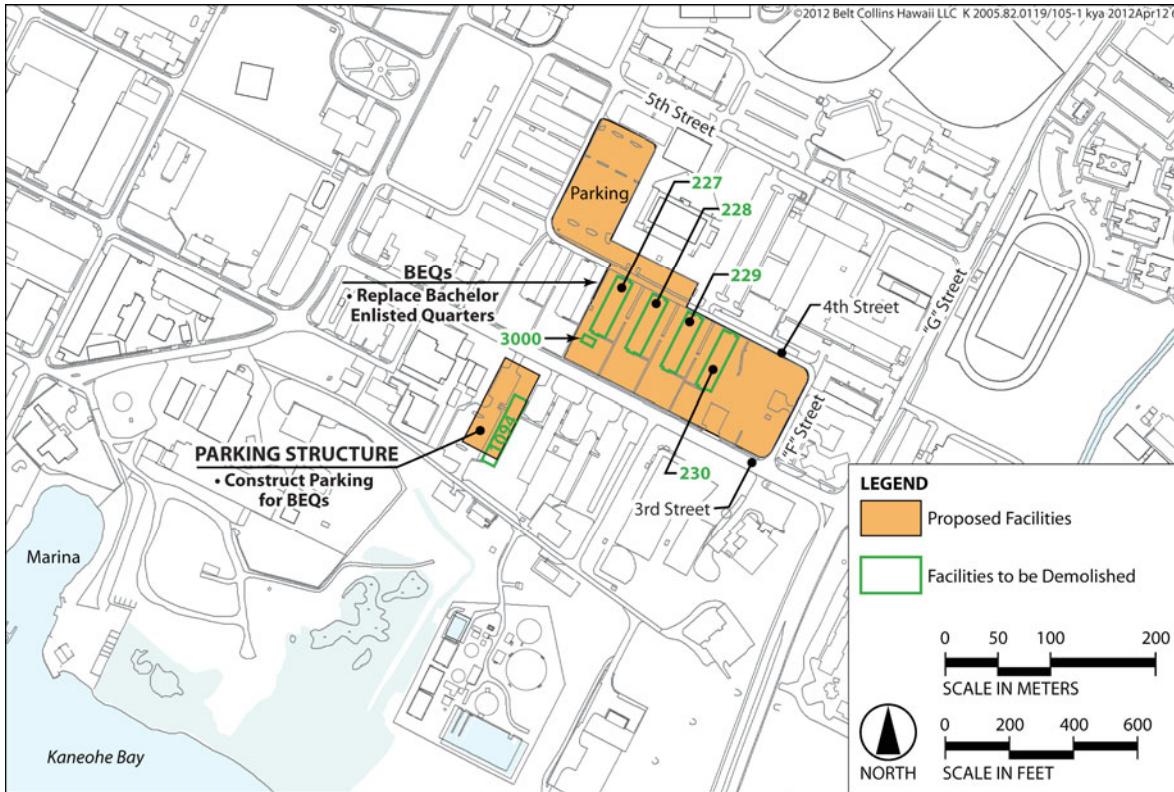 ©2012 Belt Collins Hawaii LLC K 2005.82.0119/105-1 kya 2012Apr12
5th Street
Parking
227
228
229
BEQs
• Replace Bachelor
Enlisted Quarters
3000
4th Street
"G" Street
"F" Street
1094
PARKING STRUCTURE
• Construct Parking
for BEQs
230
3rd Street
Marina
Kaneohe Bay
LEGEND
Proposed Facilities
Facilities to be Demolished
0 50 100 200
SCALE IN METERS
0 200 400 600
SCALE IN FEET
NORTH